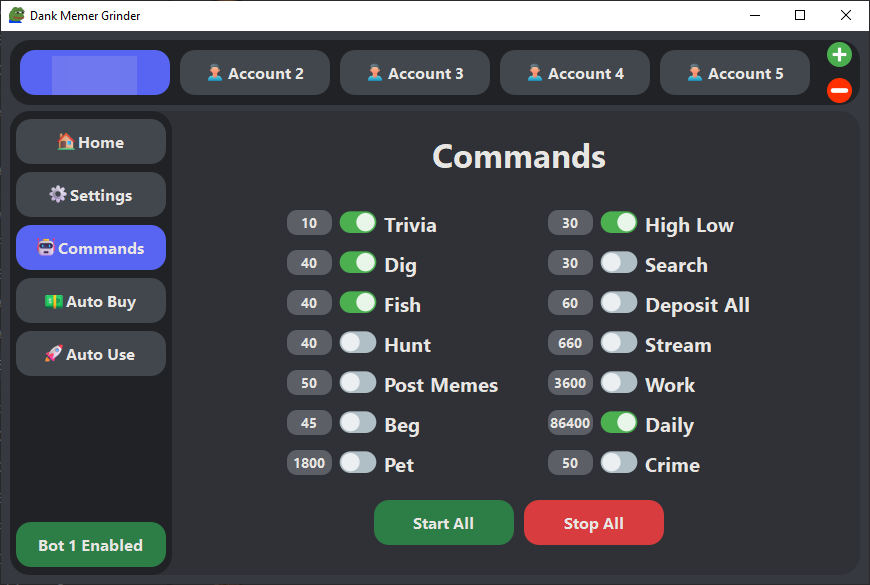 Dank Memer Grinder
Account 2
Account 3
Account 4
Account 5
Home
Settings
Commands
Auto Buy
Auto Use
Bot 1 Enabled
Commands
10 Trivia
30 High Low
40 Dig
30 Search
40 Fish
60 Deposit All
40 Hunt
660 Stream
50 Post Memes
3600 Work
45 Beg
86400 Daily
1800 Pet
50 Crime
Start All
Stop All